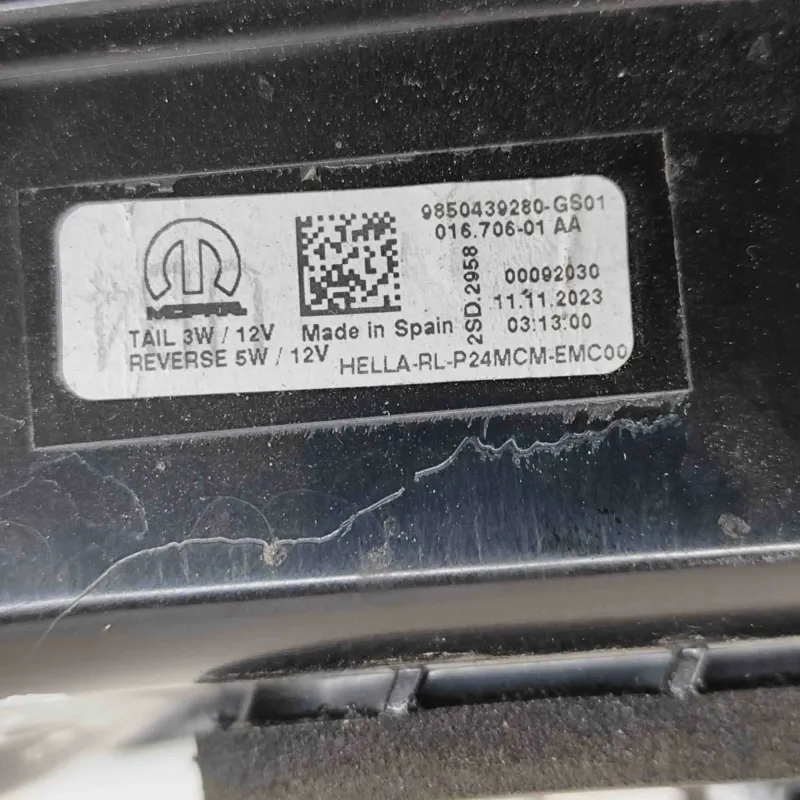 9850439280-GS01
016.706-01 AA
MOPAR
2SD.2958
00092030
11.11.2023
03:13:00
TAIL 3W / 12V
Made in Spain
REVERSE 5W / 12V
HELLA-RL-P24MCM-EMC00